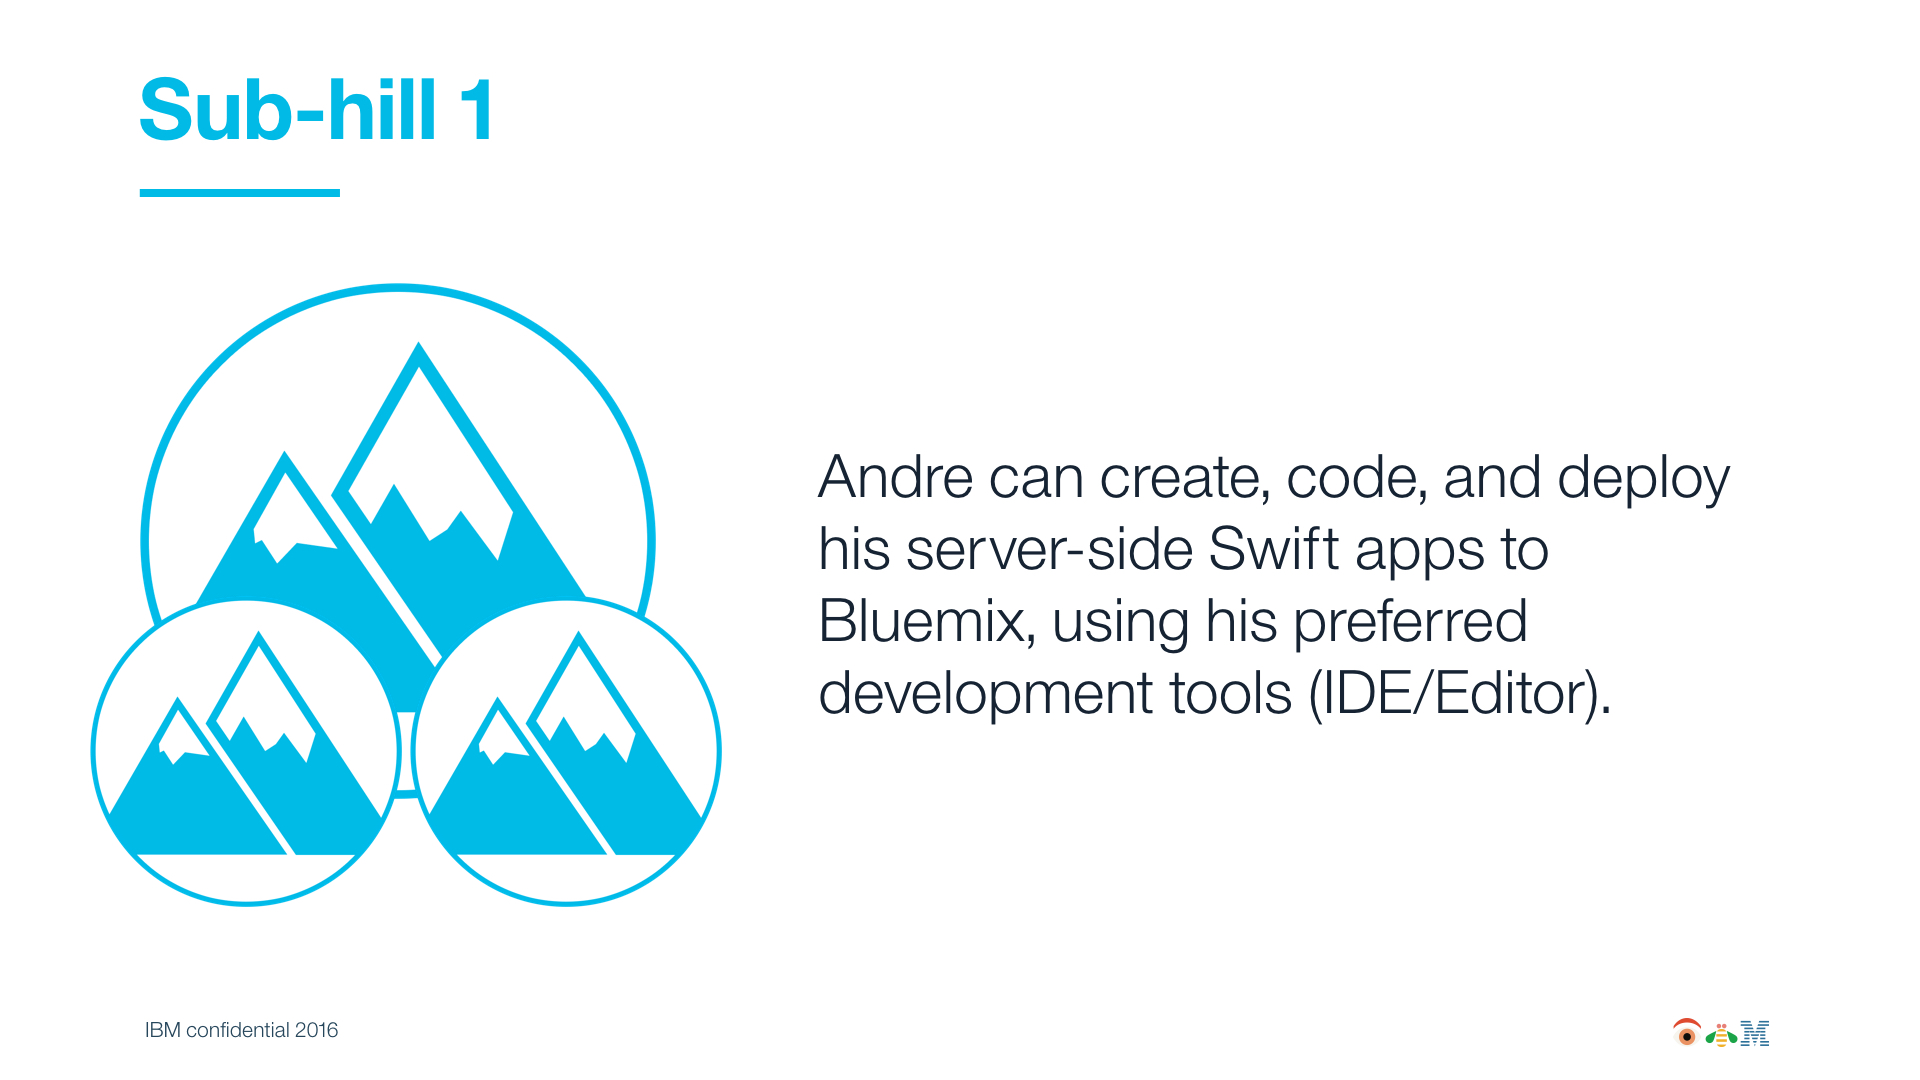 Sub-hill 1
Andre can create, code, and deploy
his server-side Swift apps to
Bluemix, using his preferred
development tools (IDE/Editor).
IBM confidential 2016
M